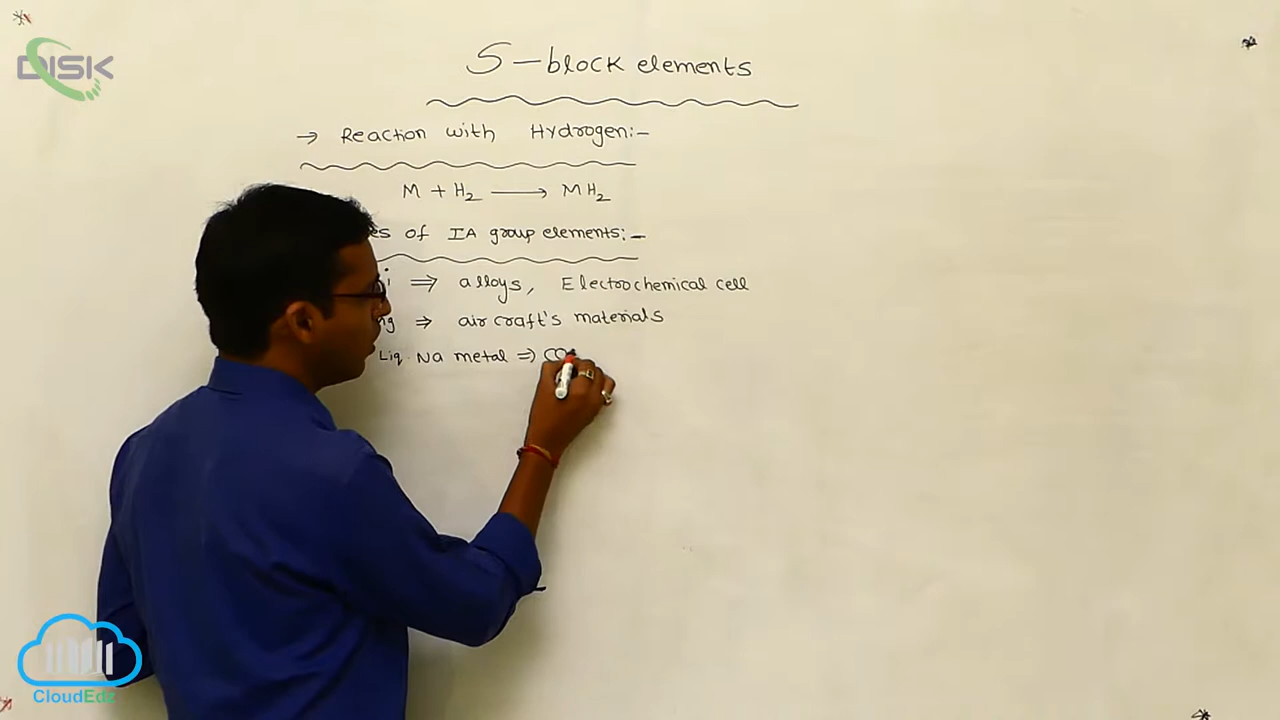 DISK
S-block elements
→ Reaction with Hydrogen:-
M + H₂ ⟶ MH₂
of IA group elements:-
⇒ alloys, Electrochemical cell
⇒ air craft's materials
Liq. Na metal ⇒
CloudEdz